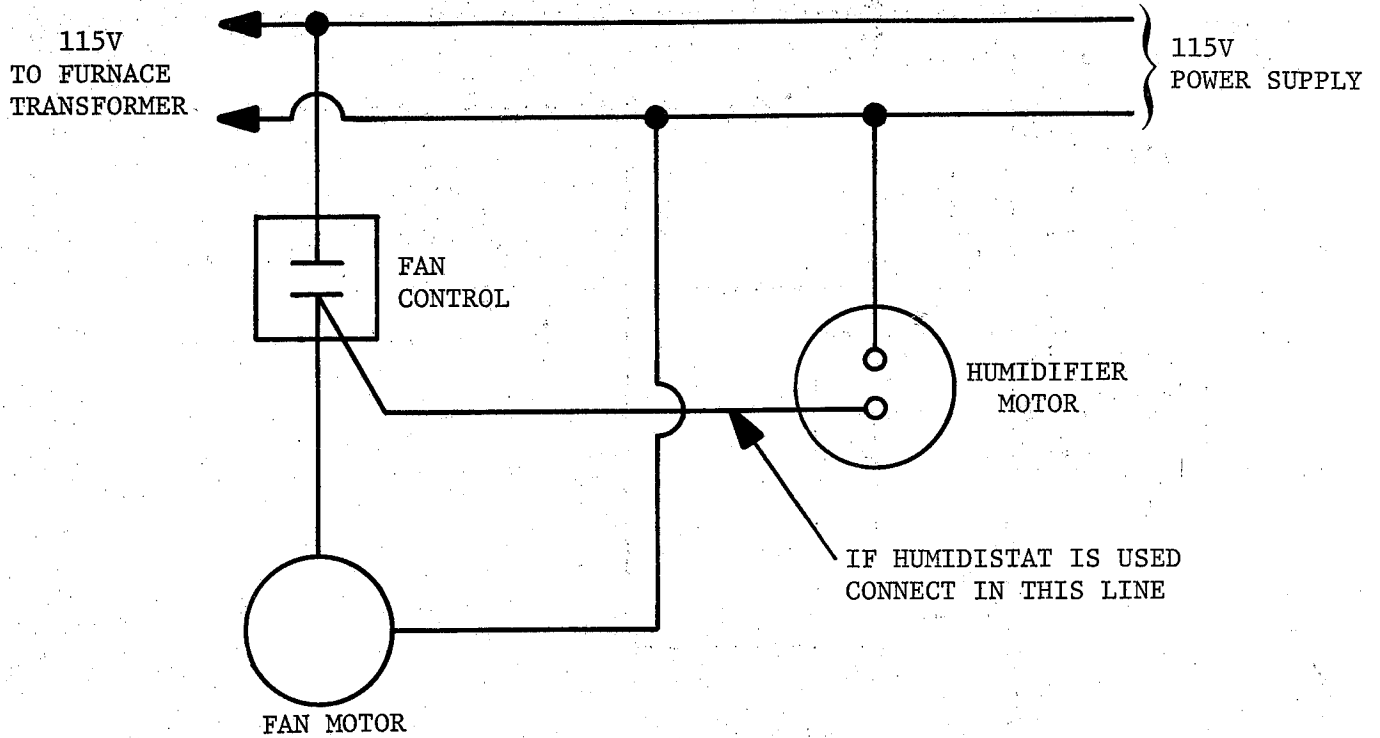 115V
TO FURNACE
TRANSFORMER
115V
POWER SUPPLY
FAN
CONTROL
HUMIDIFIER
MOTOR
IF HUMIDISTAT IS USED
CONNECT IN THIS LINE
FAN MOTOR